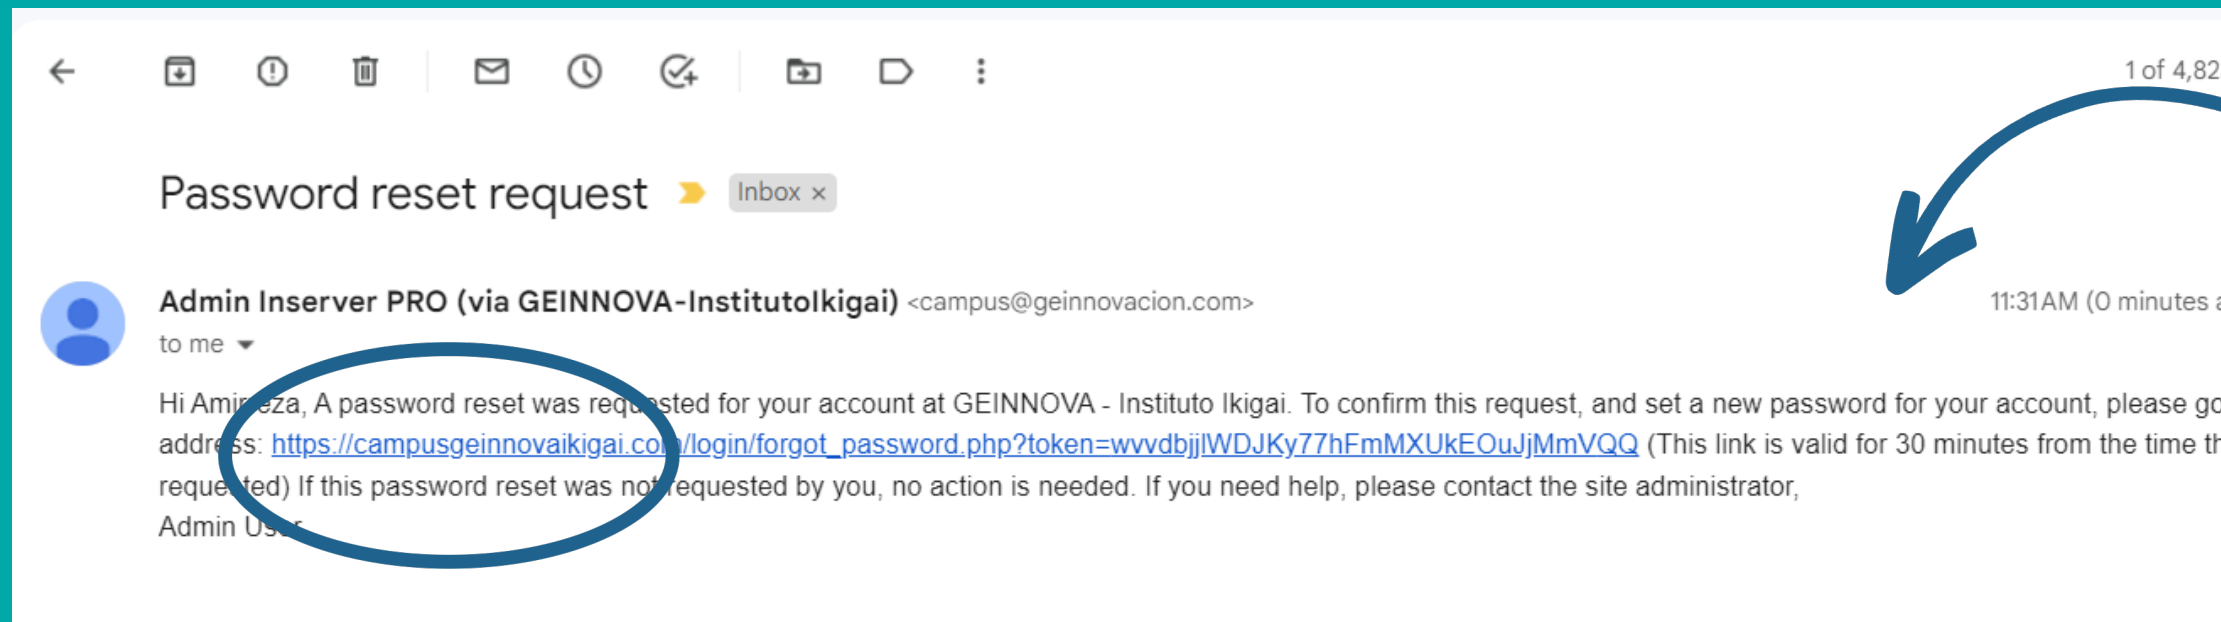 1 of 4,82
Password reset request
Inbox ×
Admin Inserver PRO (via GEINNOVA-InstitutoIkigai) <campus@geinnovacion.com>
11:31 AM (0 minutes
to me
Hi Amirreza, A password reset was requested for your account at GEINNOVA - Instituto Ikigai. To confirm this request, and set a new password for your account, please go
address: https://campusgeinnovaikigai.com/login/forgot_password.php?token=wvvdbjjlWDJKy77hFmMXUkEOuJjMmVQQ (This link is valid for 30 minutes from the time
requested) If this password reset was not requested by you, no action is needed. If you need help, please contact the site administrator,
Admin User